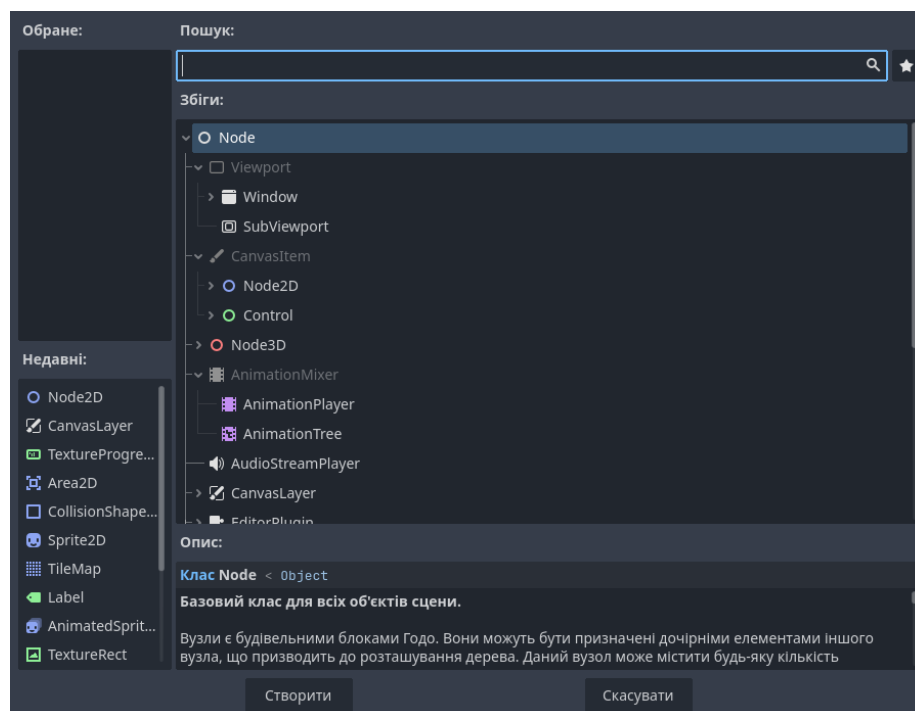 Обране:
Пошук:
Збіги:
Node
Viewport
Window
SubViewport
CanvasItem
Node2D
Control
Node3D
AnimationMixer
AnimationPlayer
AnimationTree
AudioStreamPlayer
CanvasLayer
EditorPlugin
Недавні:
Node2D
CanvasLayer
TextureProgre...
Area2D
CollisionShape...
Sprite2D
TileMap
Label
AnimatedSprit...
TextureRect
Опис:
Клас Node < Object
Базовий клас для всіх об'єктів сцени.
Вузли є будівельними блоками Годо. Вони можуть бути призначені дочірніми елементами іншого
вузла, що призводить до розташування дерева. Даний вузол може містити будь-яку кількість
Створити
Скасувати